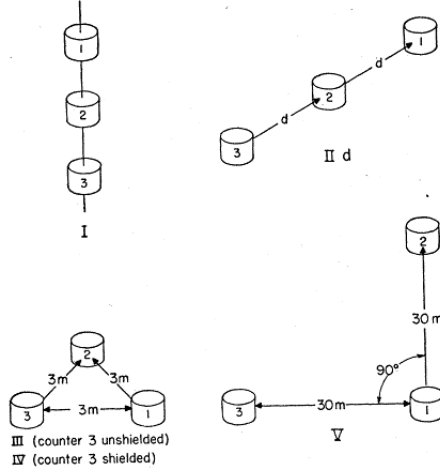 1
2
3
I
1
d
2
d
3
II d
2
3m
3m
3
3m
1
III (counter 3 unshielded)
IV (counter 3 shielded)
2
30m
90°
3
30m
1
V